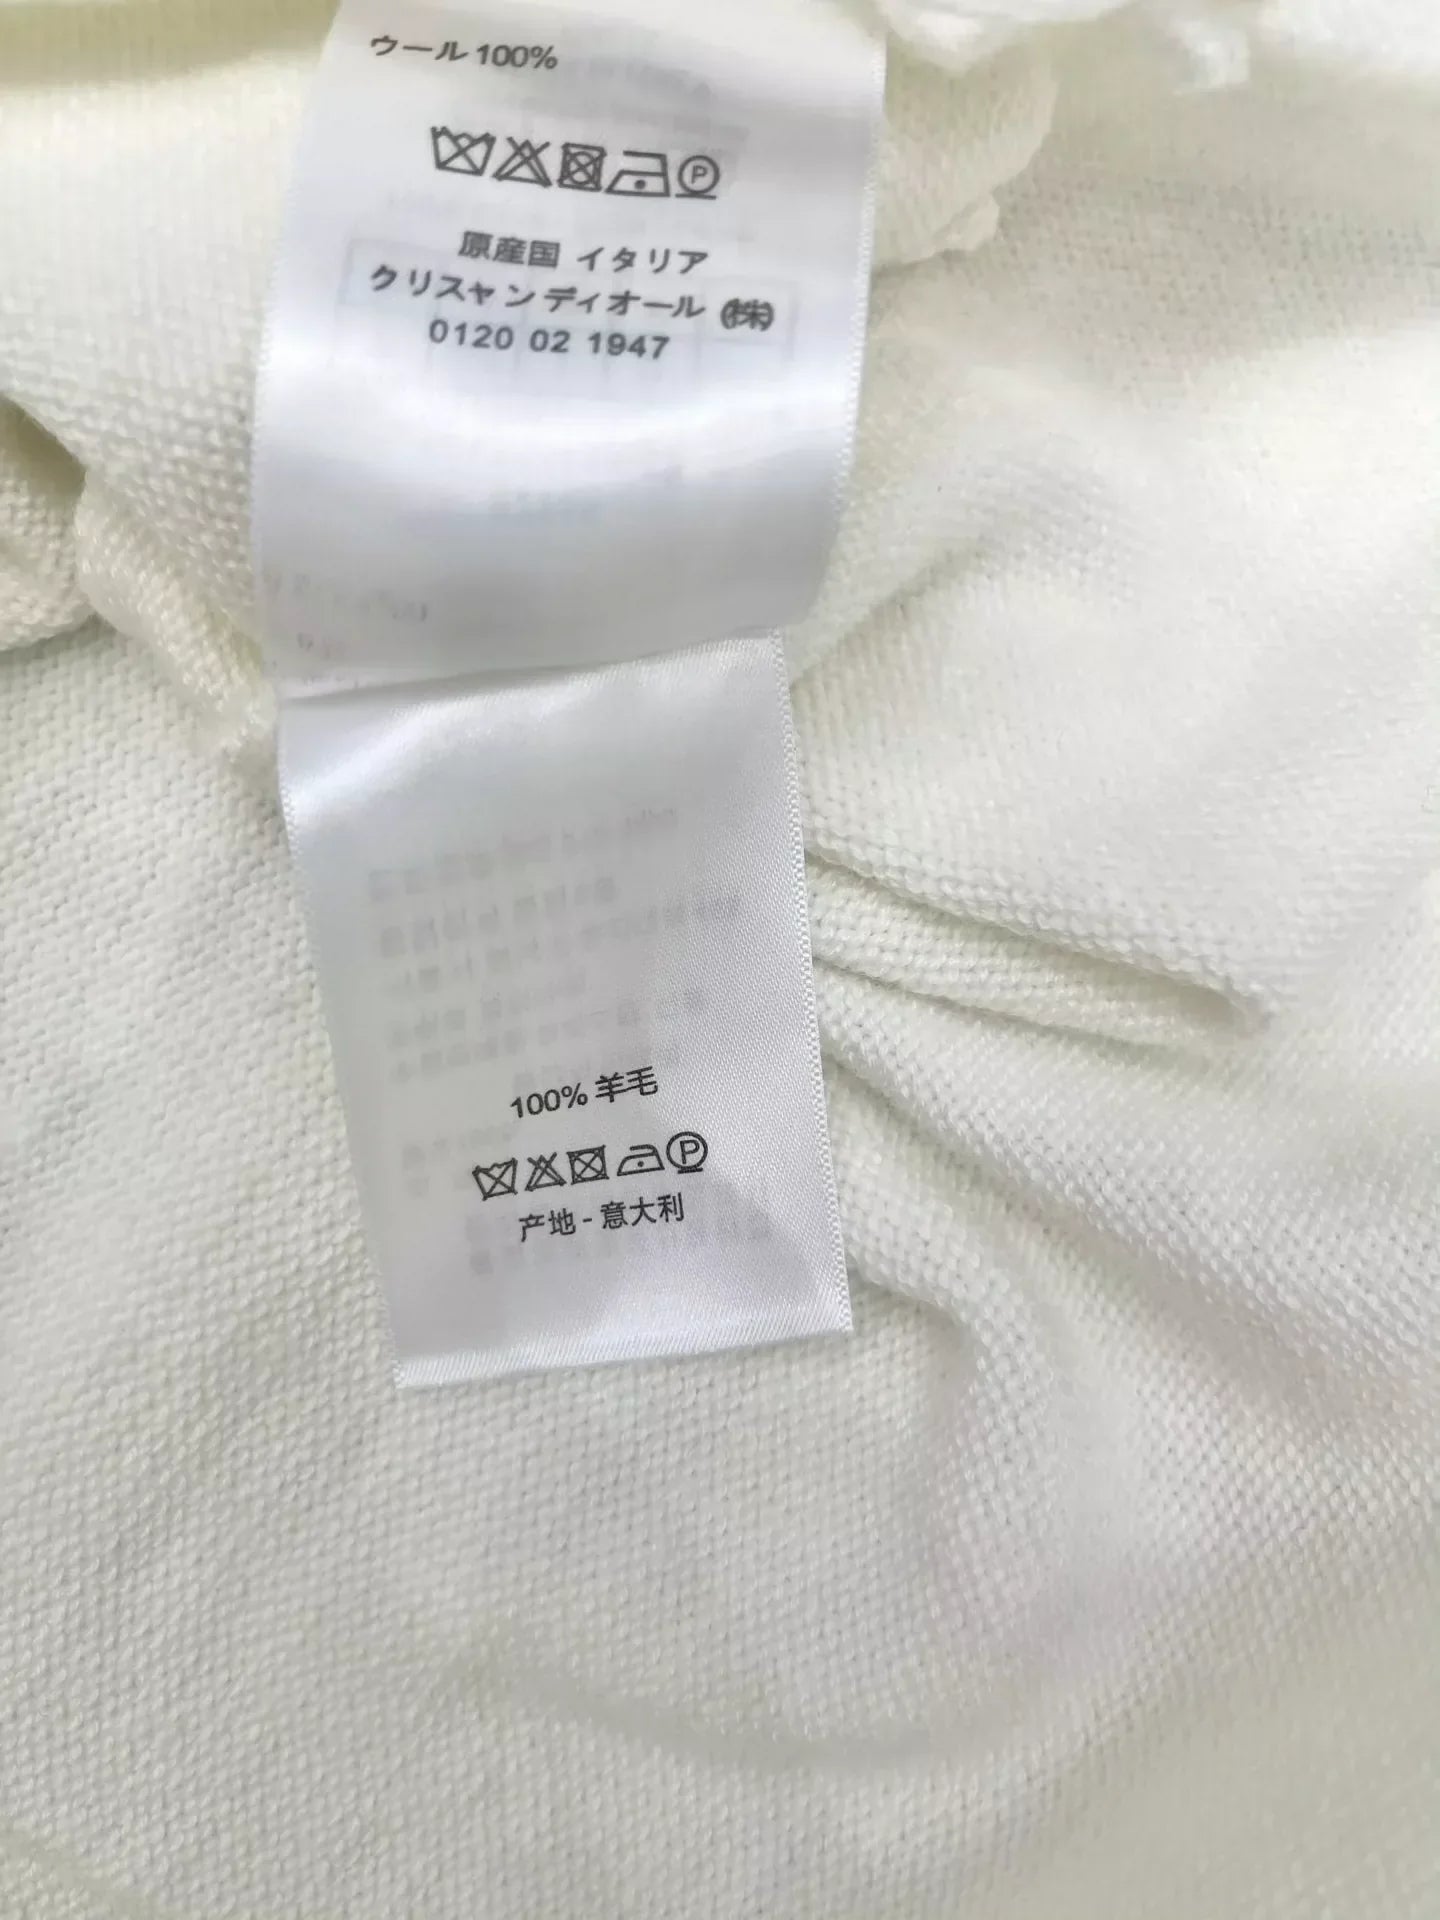 ウール 100%
P
原産国 イタリア
クリスャン ディオール ㈱
0120 02 1947
100% 羊毛
P
产地 - 意大利